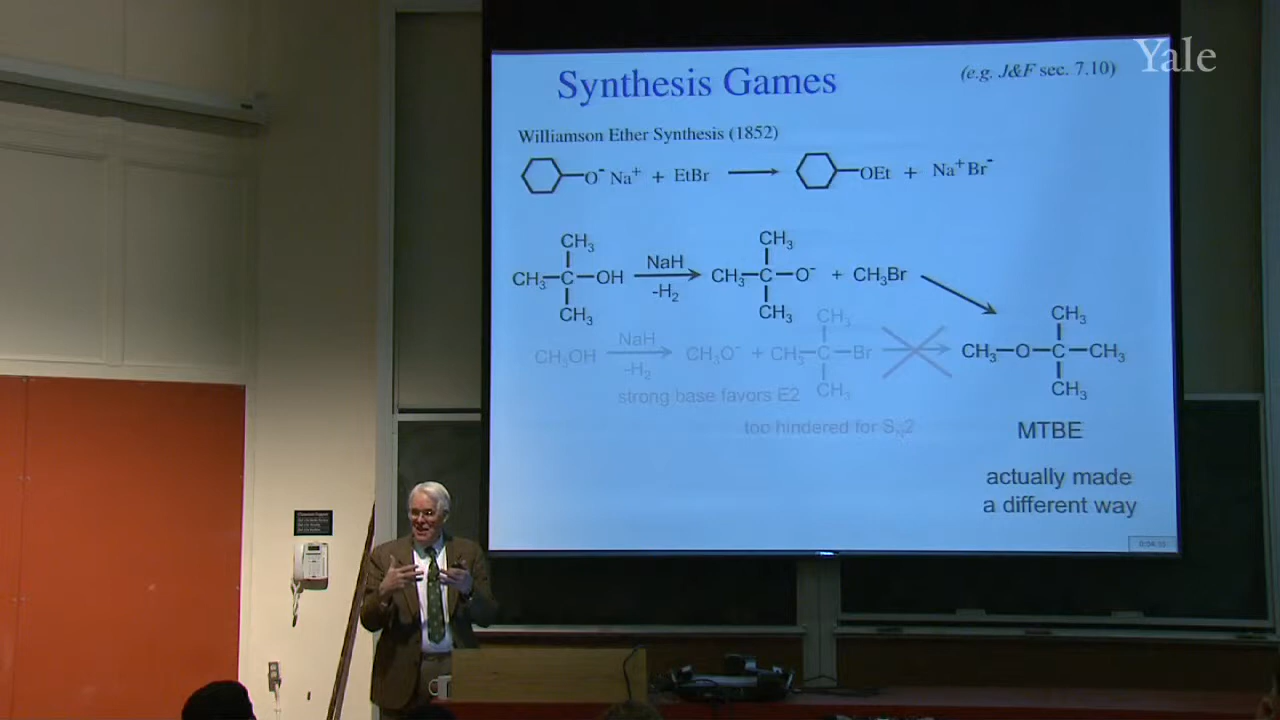 Yale
Synthesis Games
(e.g. J&F sec. 7.10)
Williamson Ether Synthesis (1852)
O⁻ Na⁺ + EtBr → OEt + Na⁺Br⁻
CH₃ CH₃
CH₃—C—OH NaH -H₂ → CH₃—C—O⁻ + CH₃Br
CH₃ CH₃
CH₃OH NaH -H₂ → CH₃O⁻ + CH₃—C—Br
CH₃
CH₃
strong base favors E2
too hindered for SN2
CH₃
CH₃—O—C—CH₃
CH₃
MTBE
actually made
a different way